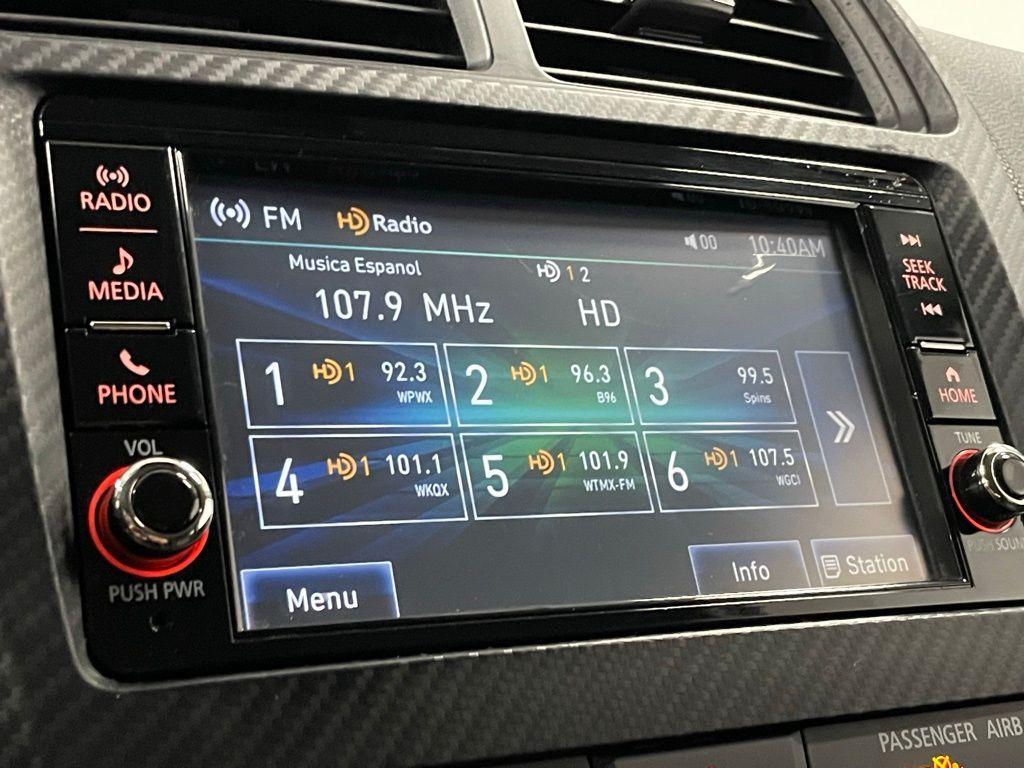 RADIO
MEDIA
PHONE
VOL
PUSH PWR
FM HD Radio
00 10:40AM
Musica Espanol HD 1 2
107.9 MHz HD
1 HD1 92.3
WPWX
2 HD1 96.3
B96
3 99.5
Spins
4 HD1 101.1
WKQX
5 HD1 101.9
WTMX-FM
6 HD1 107.5
WGCI
Menu
Info
Station
SEEK
TRACK
HOME
TUNE
PUSH SOUN
PASSENGER AIRB